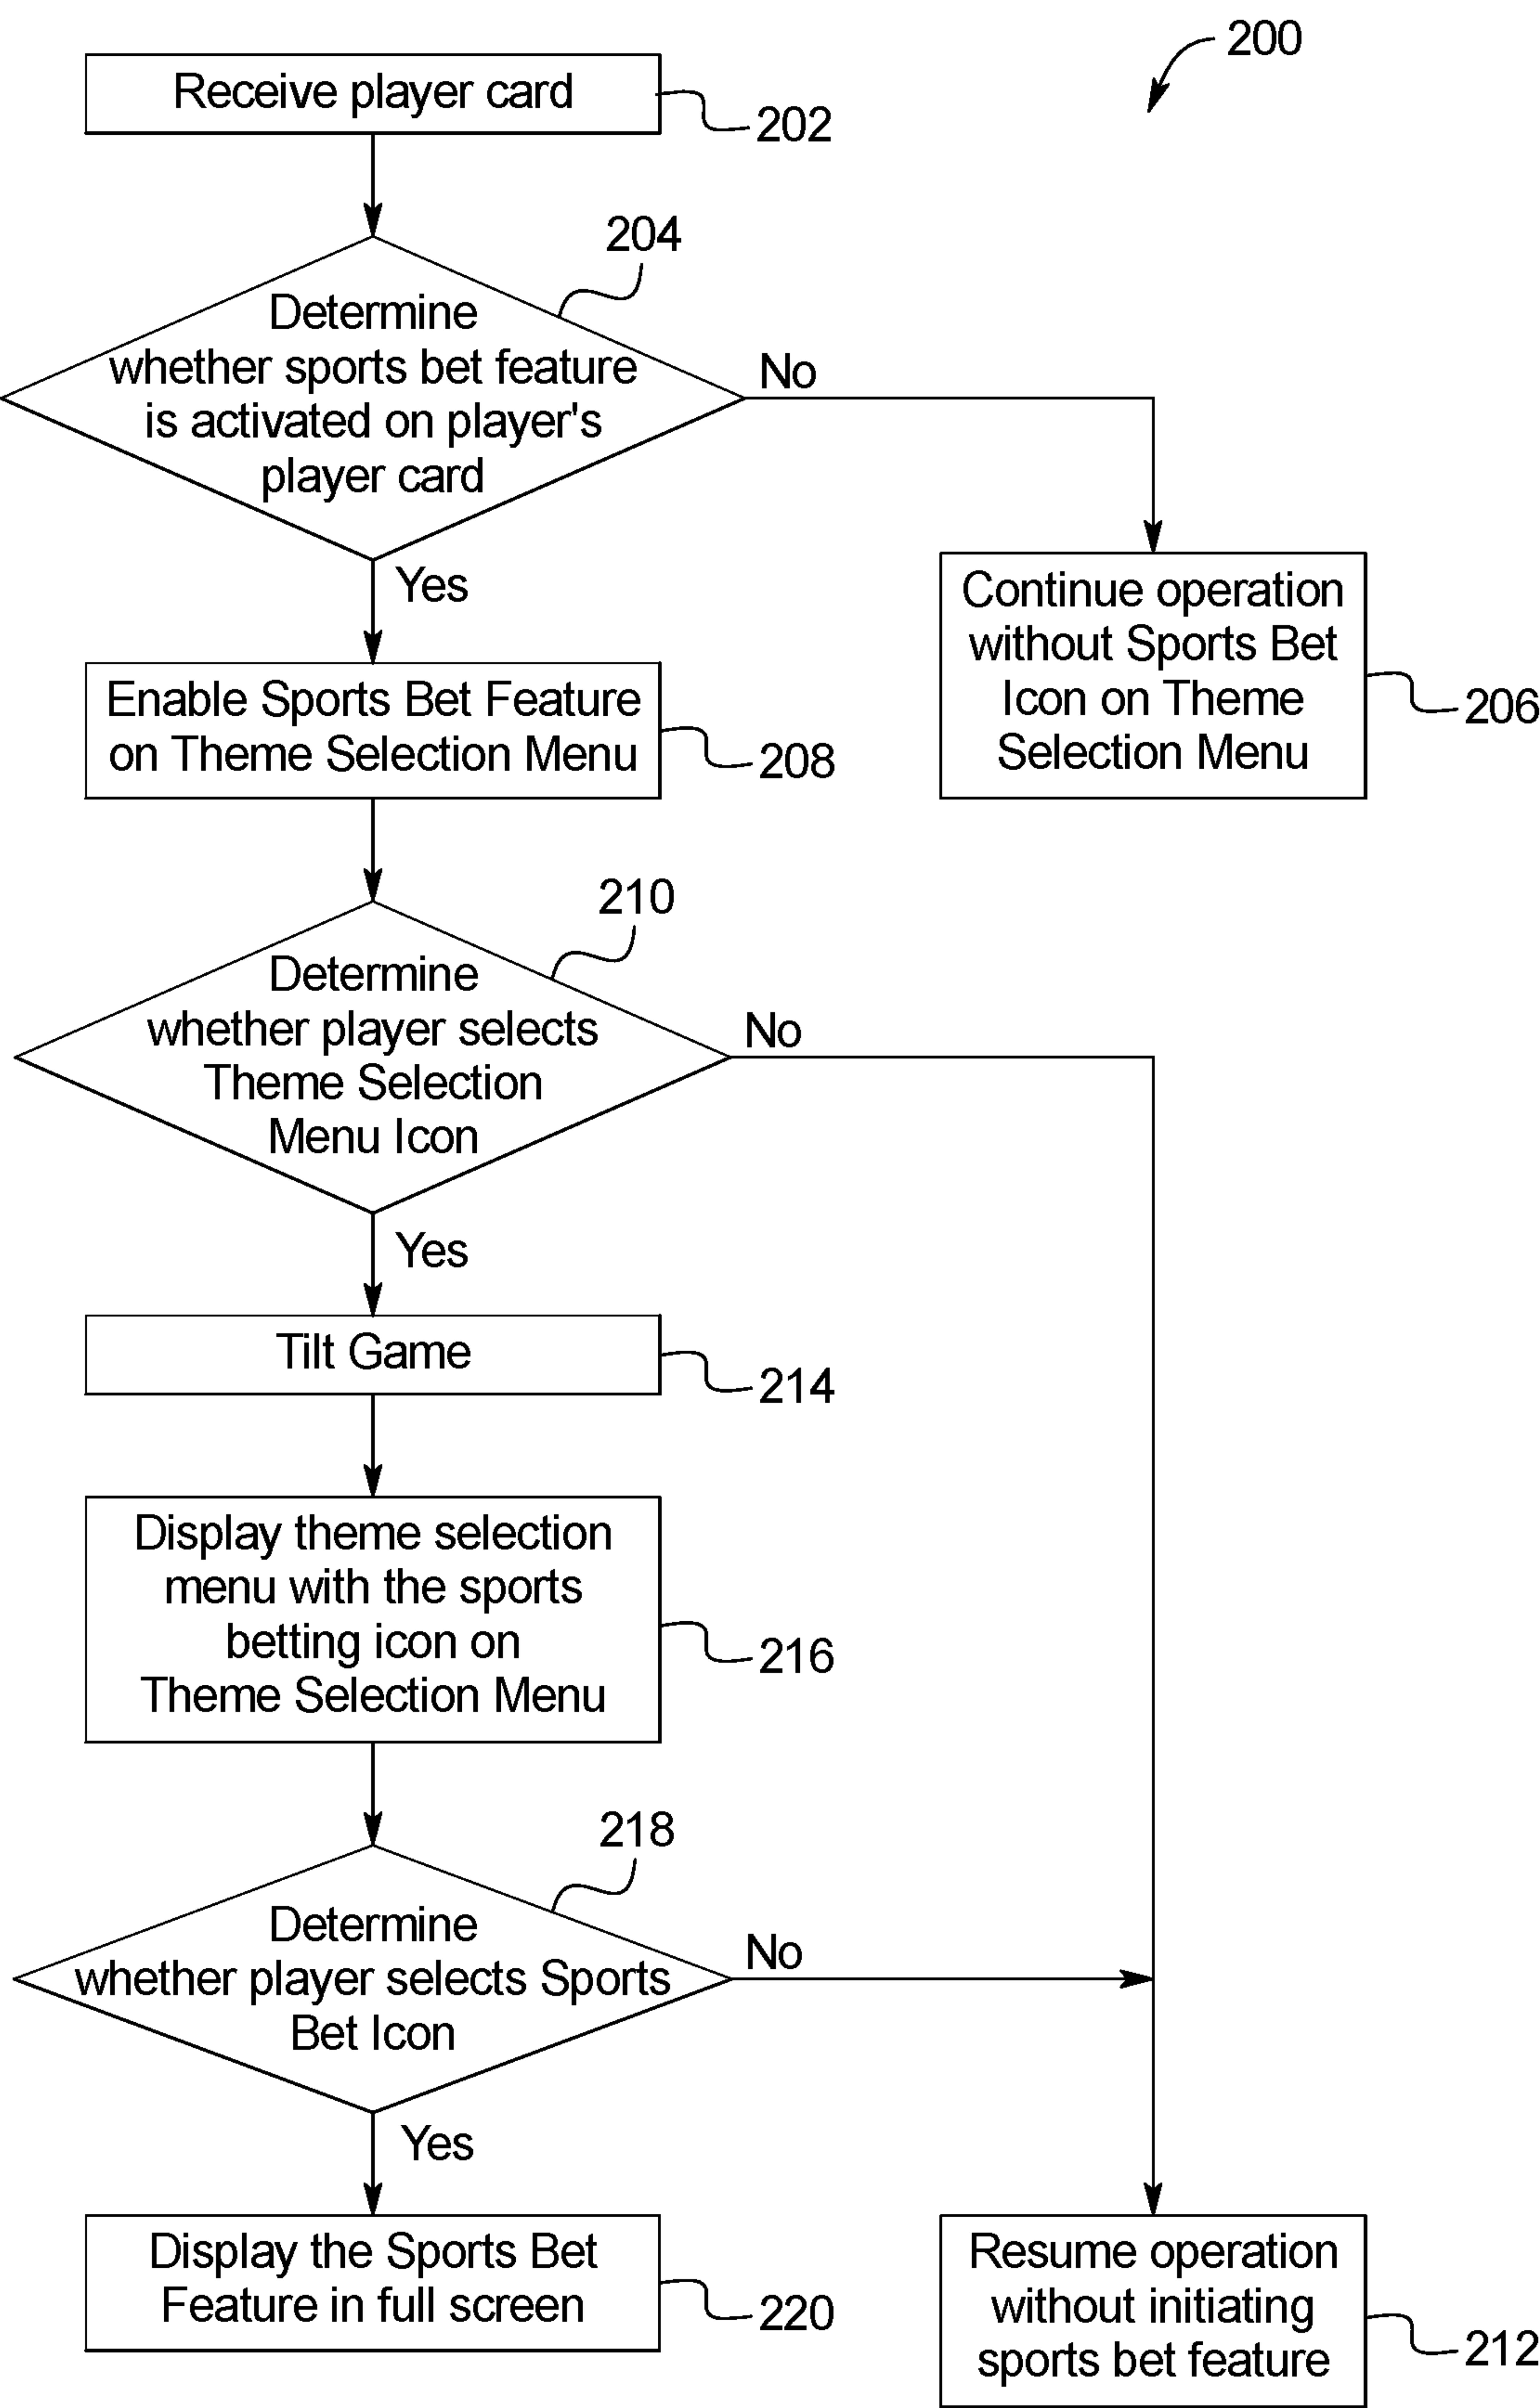 200
Receive player card
202
204
Determine
whether sports bet feature
is activated on player's
player card
No
Yes
Continue operation
without Sports Bet
Icon on Theme
Selection Menu
206
Enable Sports Bet Feature
on Theme Selection Menu
208
210
Determine
whether player selects
Theme Selection
Menu Icon
No
Yes
Tilt Game
214
Display theme selection
menu with the sports
betting icon on
Theme Selection Menu
216
218
Determine
whether player selects Sports
Bet Icon
No
Yes
Display the Sports Bet
Feature in full screen
220
Resume operation
without initiating
sports bet feature
212